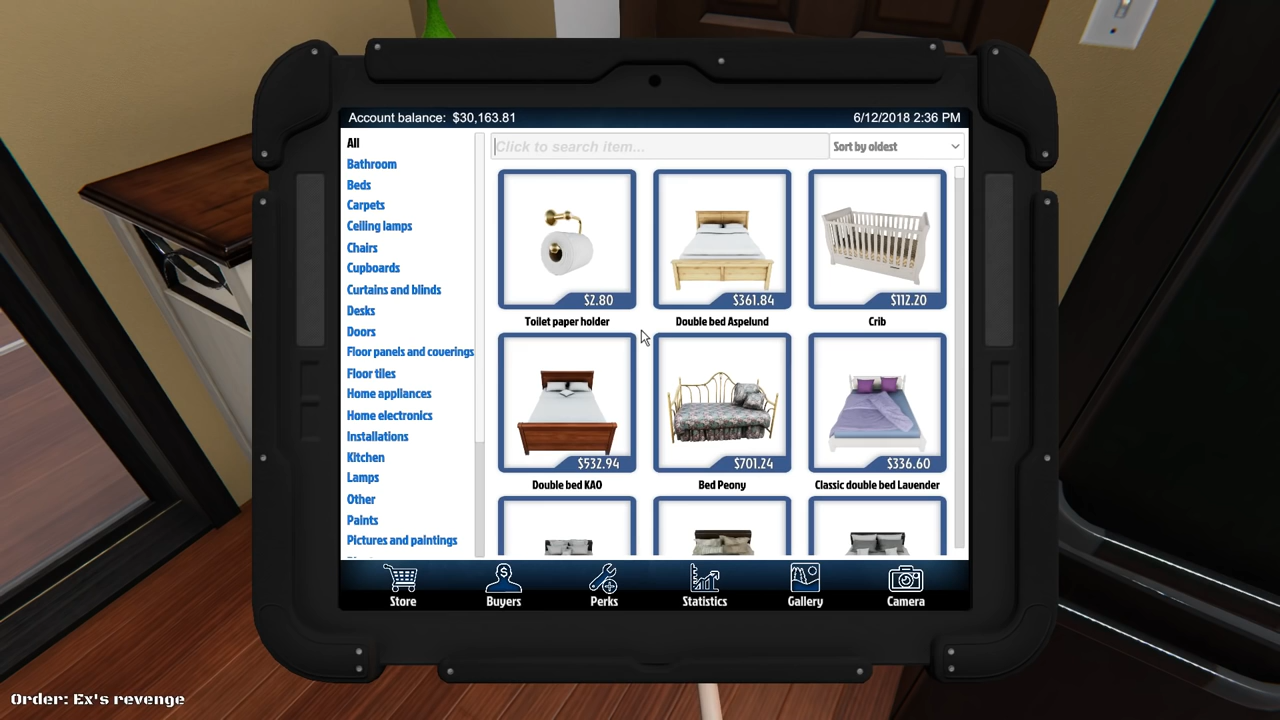 Account balance: $30,163.81
6/12/2018 2:36 PM
All
Bathroom
Beds
Carpets
Ceiling lamps
Chairs
Cupboards
Curtains and blinds
Desks
Doors
Floor panels and coverings
Floor tiles
Home appliances
Home electronics
Installations
Kitchen
Lamps
Other
Paints
Pictures and paintings
Click to search item...
Sort by oldest
$2.80
$361.84
$112.20
Toilet paper holder
Double bed Aspelund
Crib
$532.94
$701.24
$336.60
Double bed KAO
Bed Peony
Classic double bed Lavender
Store
Buyers
Perks
Statistics
Gallery
Camera
Order: Ex's revenge